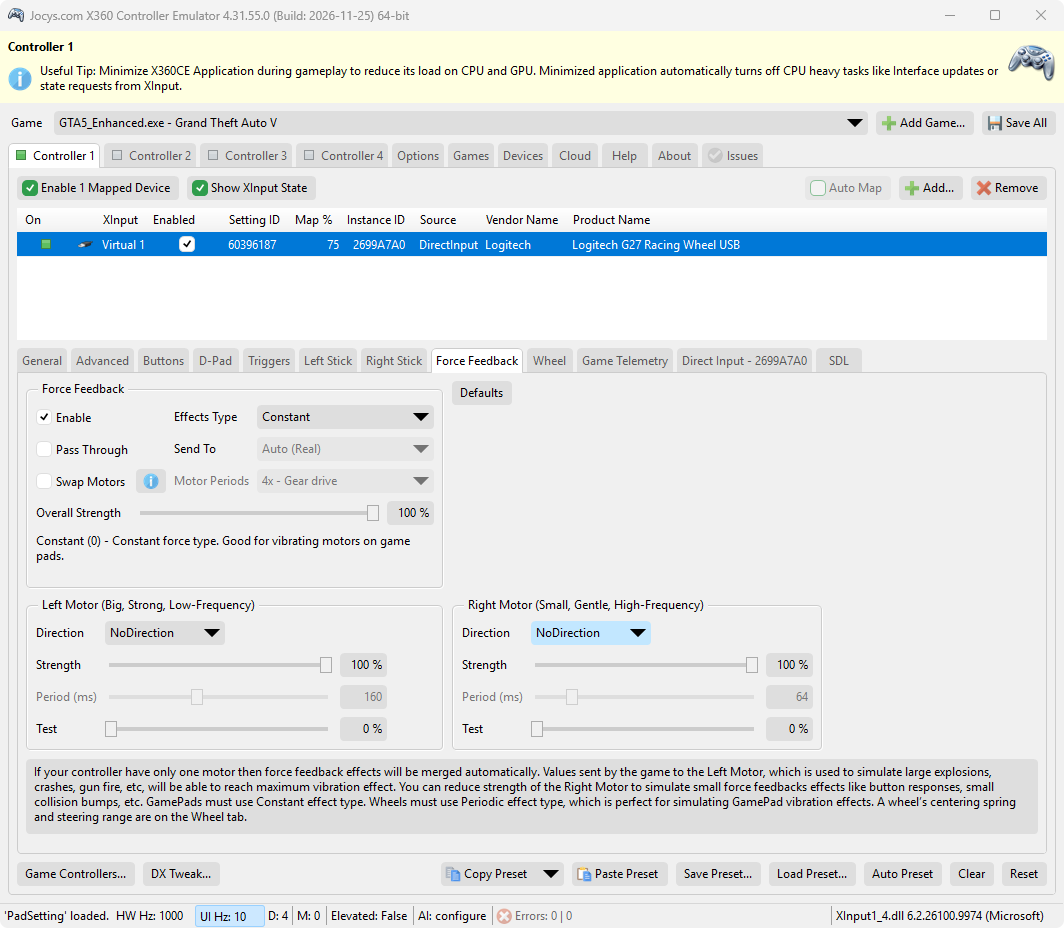 Jocys.com X360 Controller Emulator 4.31.55.0 (Build: 2026-11-25) 64-bit
Controller 1
Useful Tip: Minimize X360CE Application during gameplay to reduce its load on CPU and GPU. Minimized application automatically turns off CPU heavy tasks like Interface updates or
state requests from XInput.
Game GTA5_Enhanced.exe - Grand Theft Auto V Add Game... Save All
Controller 1 Controller 2 Controller 3 Controller 4 Options Games Devices Cloud Help About Issues
Enable 1 Mapped Device Show XInput State Auto Map Add... Remove
On XInput Enabled Setting ID Map % Instance ID Source Vendor Name Product Name
Virtual 1 60396187 75 2699A7A0 DirectInput Logitech Logitech G27 Racing Wheel USB
General Advanced Buttons D-Pad Triggers Left Stick Right Stick Force Feedback Wheel Game Telemetry Direct Input - 2699A7A0 SDL
Force Feedback Defaults
Enable Effects Type Constant
Pass Through Send To Auto (Real)
Swap Motors Motor Periods 4x - Gear drive
Overall Strength 100 %
Constant (0) - Constant force type. Good for vibrating motors on game
pads.
Left Motor (Big, Strong, Low-Frequency) Right Motor (Small, Gentle, High-Frequency)
Direction NoDirection Direction NoDirection
Strength 100 % Strength 100 %
Period (ms) 160 Period (ms) 64
Test 0 % Test 0 %
If your controller have only one motor then force feedback effects will be merged automatically. Values sent by the game to the Left Motor, which is used to simulate large explosions,
crashes, gun fire, etc, will be able to reach maximum vibration effect. You can reduce strength of the Right Motor to simulate small force feedbacks effects like button responses, small
collision bumps, etc. GamePads must use Constant effect type. Wheels must use Periodic effect type, which is perfect for simulating GamePad vibration effects. A wheel's centering spring
and steering range are on the Wheel tab.
Game Controllers... DX Tweak... Copy Preset Paste Preset Save Preset... Load Preset... Auto Preset Clear Reset
'PadSetting' loaded. HW Hz: 1000 UI Hz: 10 D: 4 M: 0 Elevated: False AI: configure Errors: 0 | 0 XInput1_4.dll 6.2.26100.9974 (Microsoft)